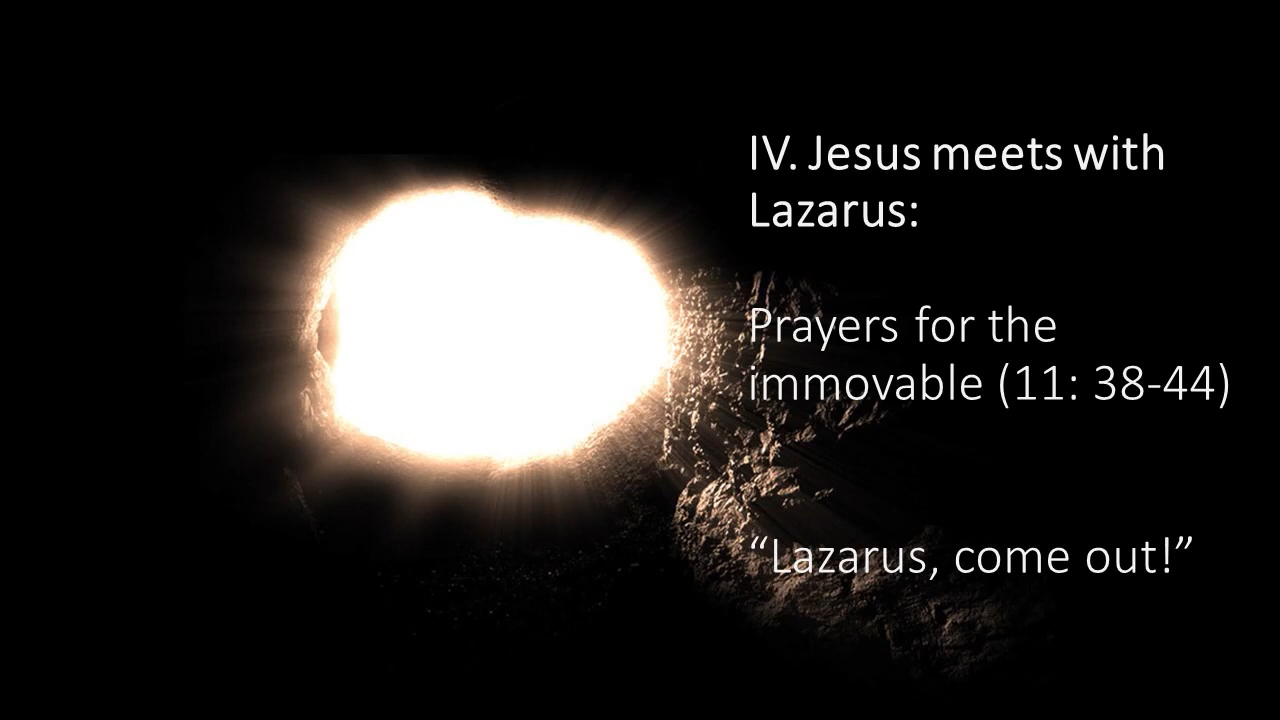 IV. Jesus meets with
Lazarus:
Prayers for the
immovable (11: 38-44)
“Lazarus, come out!”